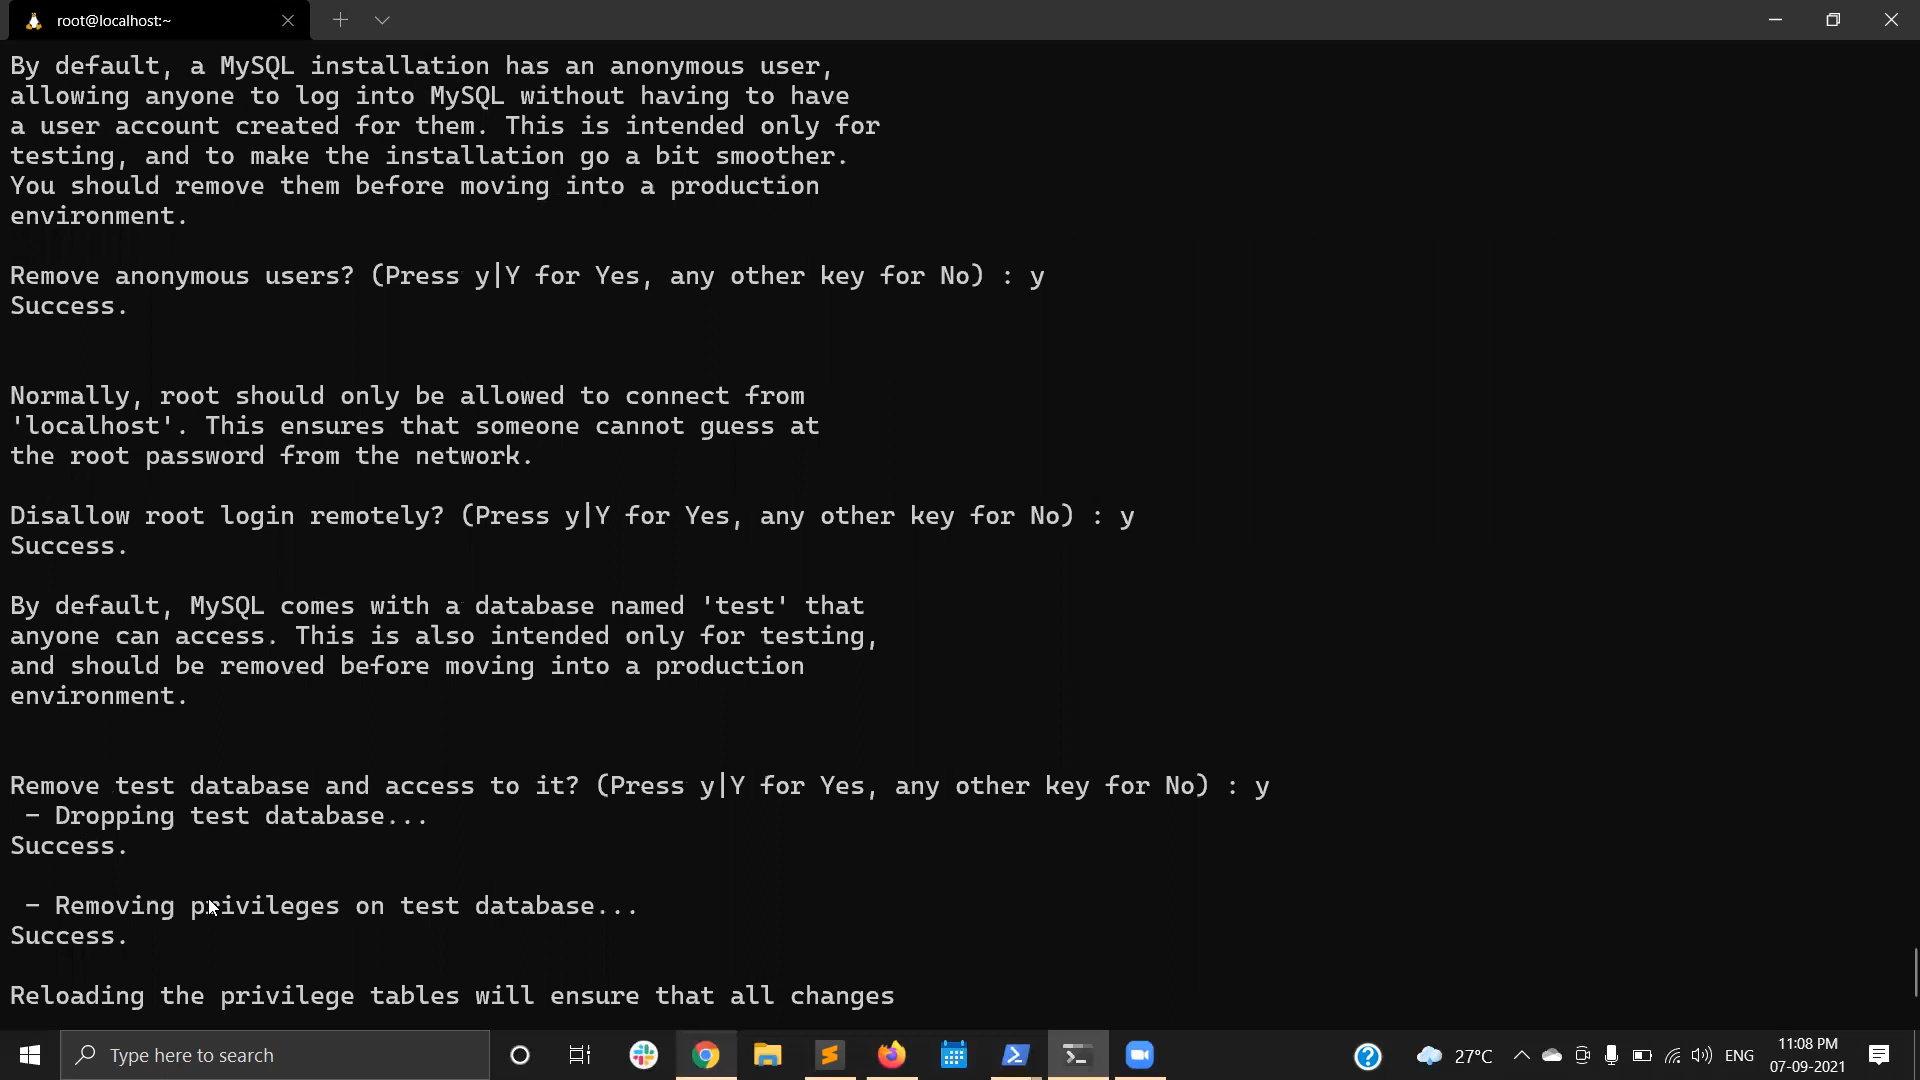 root@localhost:~
By default, a MySQL installation has an anonymous user,
allowing anyone to log into MySQL without having to have
a user account created for them. This is intended only for
testing, and to make the installation go a bit smoother.
You should remove them before moving into a production
environment.
Remove anonymous users? (Press y|Y for Yes, any other key for No) : y
Success.
Normally, root should only be allowed to connect from
'localhost'. This ensures that someone cannot guess at
the root password from the network.
Disallow root login remotely? (Press y|Y for Yes, any other key for No) : y
Success.
By default, MySQL comes with a database named 'test' that
anyone can access. This is also intended only for testing,
and should be removed before moving into a production
environment.
Remove test database and access to it? (Press y|Y for Yes, any other key for No) : y
 - Dropping test database...
Success.
 - Removing privileges on test database...
Success.
Reloading the privilege tables will ensure that all changes
Type here to search
27°C
ENG
11:08 PM
07-09-2021